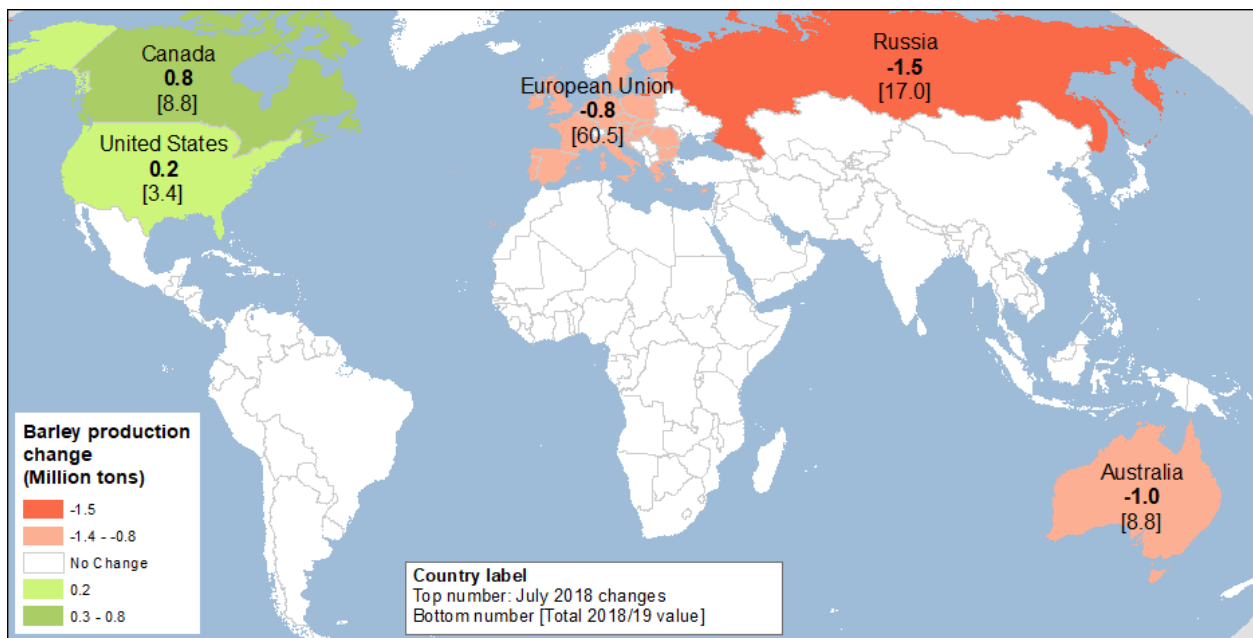 Canada
0.8
[8.8]
United States
0.2
[3.4]
European Union
-0.8
[60.5]
Russia
-1.5
[17.0]
Australia
-1.0
[8.8]
Barley production
change
(Million tons)
-1.5
-1.4 - -0.8
No Change
0.2
0.3 - 0.8
Country label
Top number: July 2018 changes
Bottom number [Total 2018/19 value]